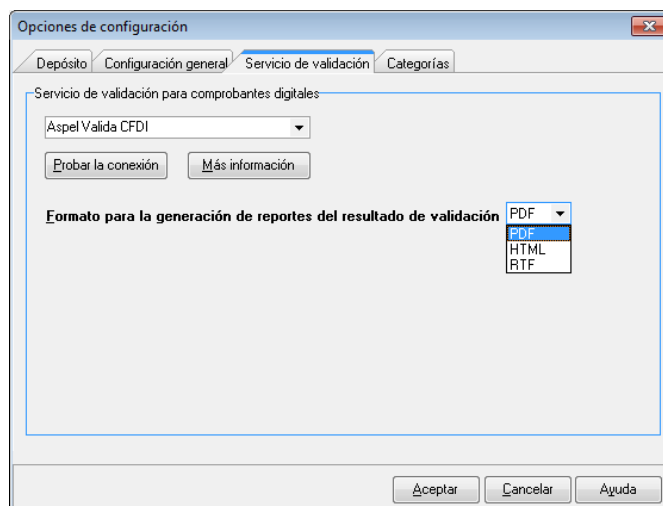 Opciones de configuración
Depósito Configuración general Servicio de validación Categorías
Servicio de validación para comprobantes digitales
Aspel Valida CFDI
Probar la conexión Más información
Formato para la generación de reportes del resultado de validación PDF
PDF
HTML
RTF
Aceptar Cancelar Ayuda